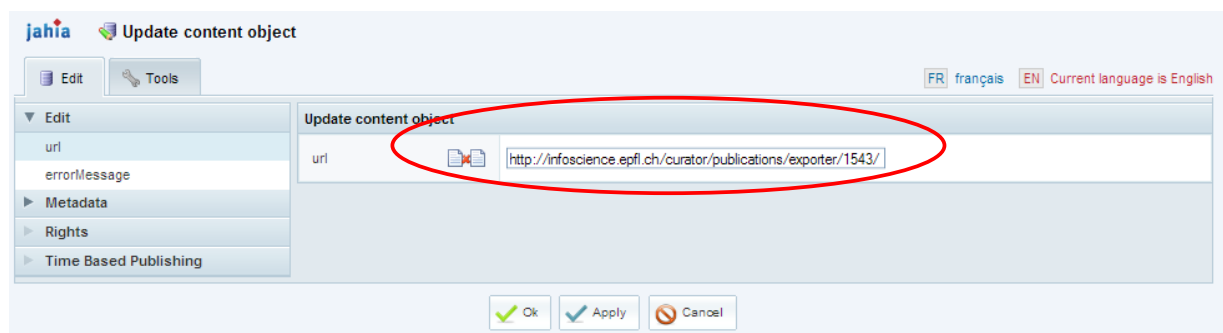 jahia Update content object
Edit Tools FR français EN Current language is English
Edit
url
errorMessage
Metadata
Rights
Time Based Publishing
Update content object
url http://infoscience.epfl.ch/curator/publications/exporter/1543/
Ok Apply Cancel